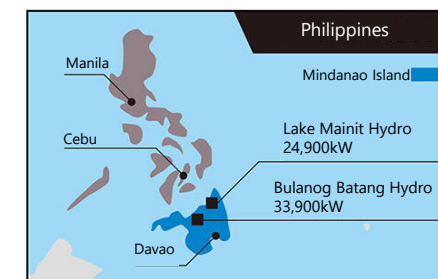 Philippines
Manila
Mindanao Island
Lake Mainit Hydro
24,900kW
Cebu
Bulanog Batang Hydro
33,900kW
Davao